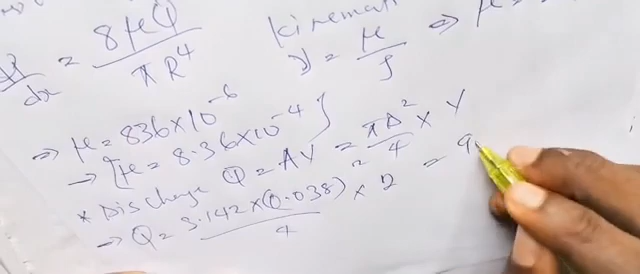 dx = 8μQ / πR⁴
kinemati
ν = μ / ρ ⇒ μ =
⇒ μ = 836×10⁻⁶
→ [μ = 8.36×10⁻⁴]
* Discharge Q = AV = πD²/4 × V
→ Q = 3.142×(0.038)²/4 × 2 = 9